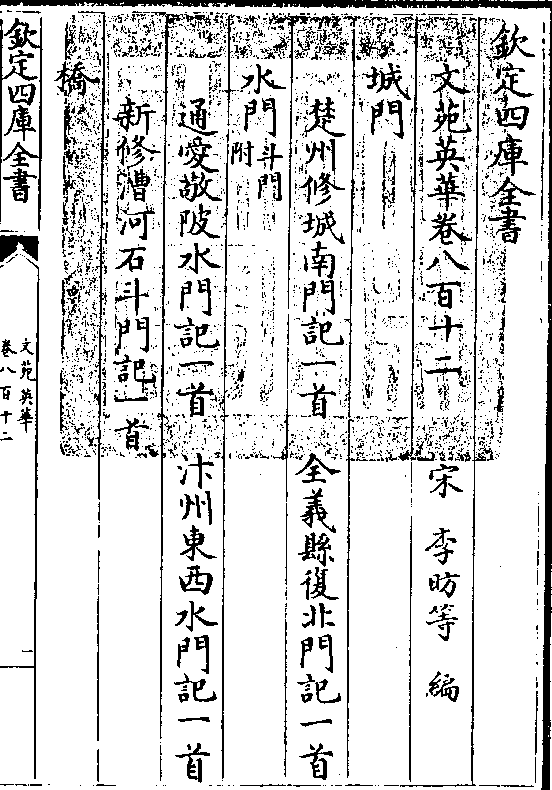 欽定四庫全書
文苑英華卷八百十二
宋 李昉等 編
城門
楚州修城南門記一首 全義縣復北門記一首
水門斗門附
通愛敬陂水門記一首 汴州東西水門記一首
新修漕河石斗門記一首
橋
欽定四庫全書
文苑英華
卷八百十二
一